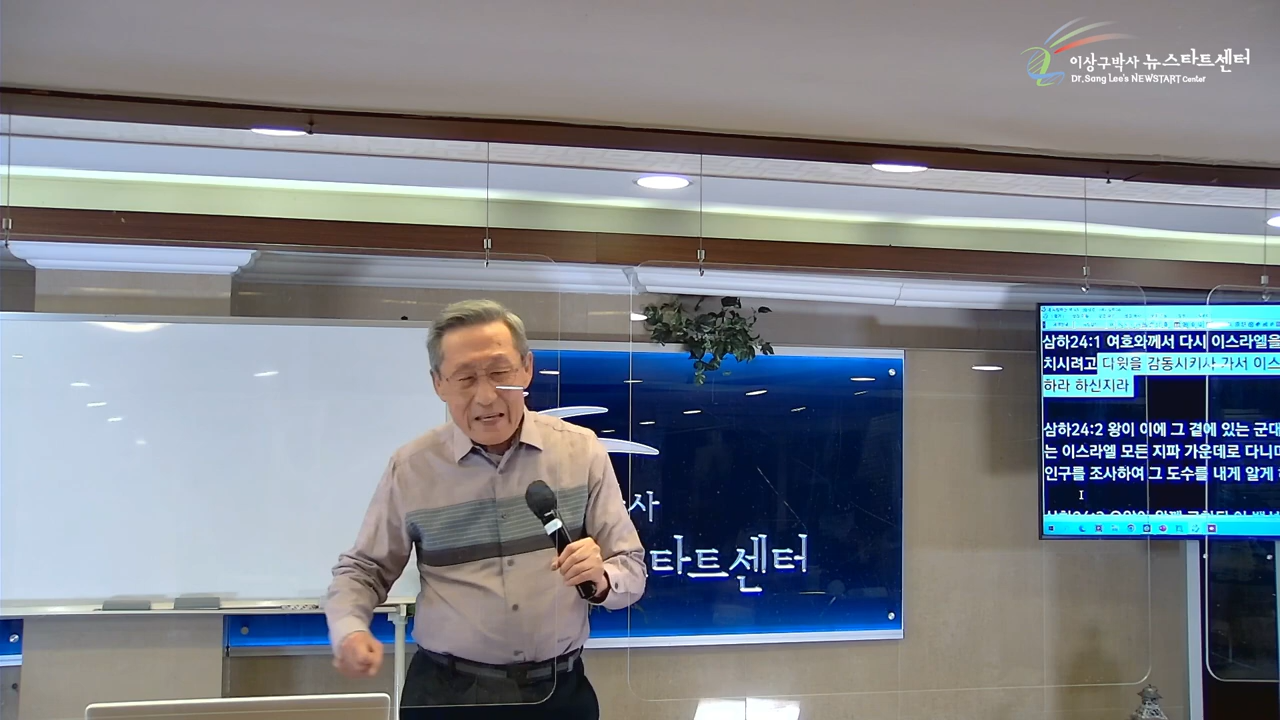 이상구박사 뉴스타트센터
Dr.Sang Lee's NEWSTART Center
삼하24:1 여호와께서 다시 이스라엘을
치시려고 다윗을 감동시키사 가서 이스
하라 하신지라
삼하24:2 왕이 이에 그 곁에 있는 군대
는 이스라엘 모든 지파 가운데로 다니며
인구를 조사하여 그 도수를 내게 알게
사
타트센터